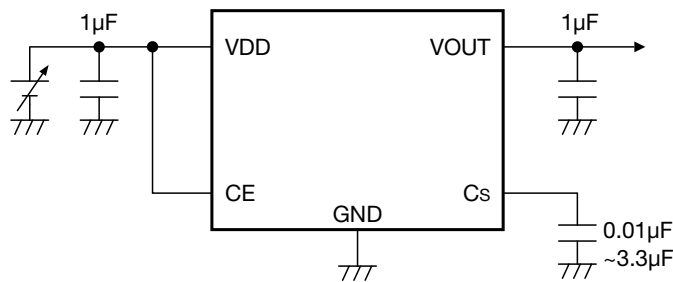 1µF
1µF
VDD
VOUT
CE
Cs
GND
0.01µF
~3.3µF